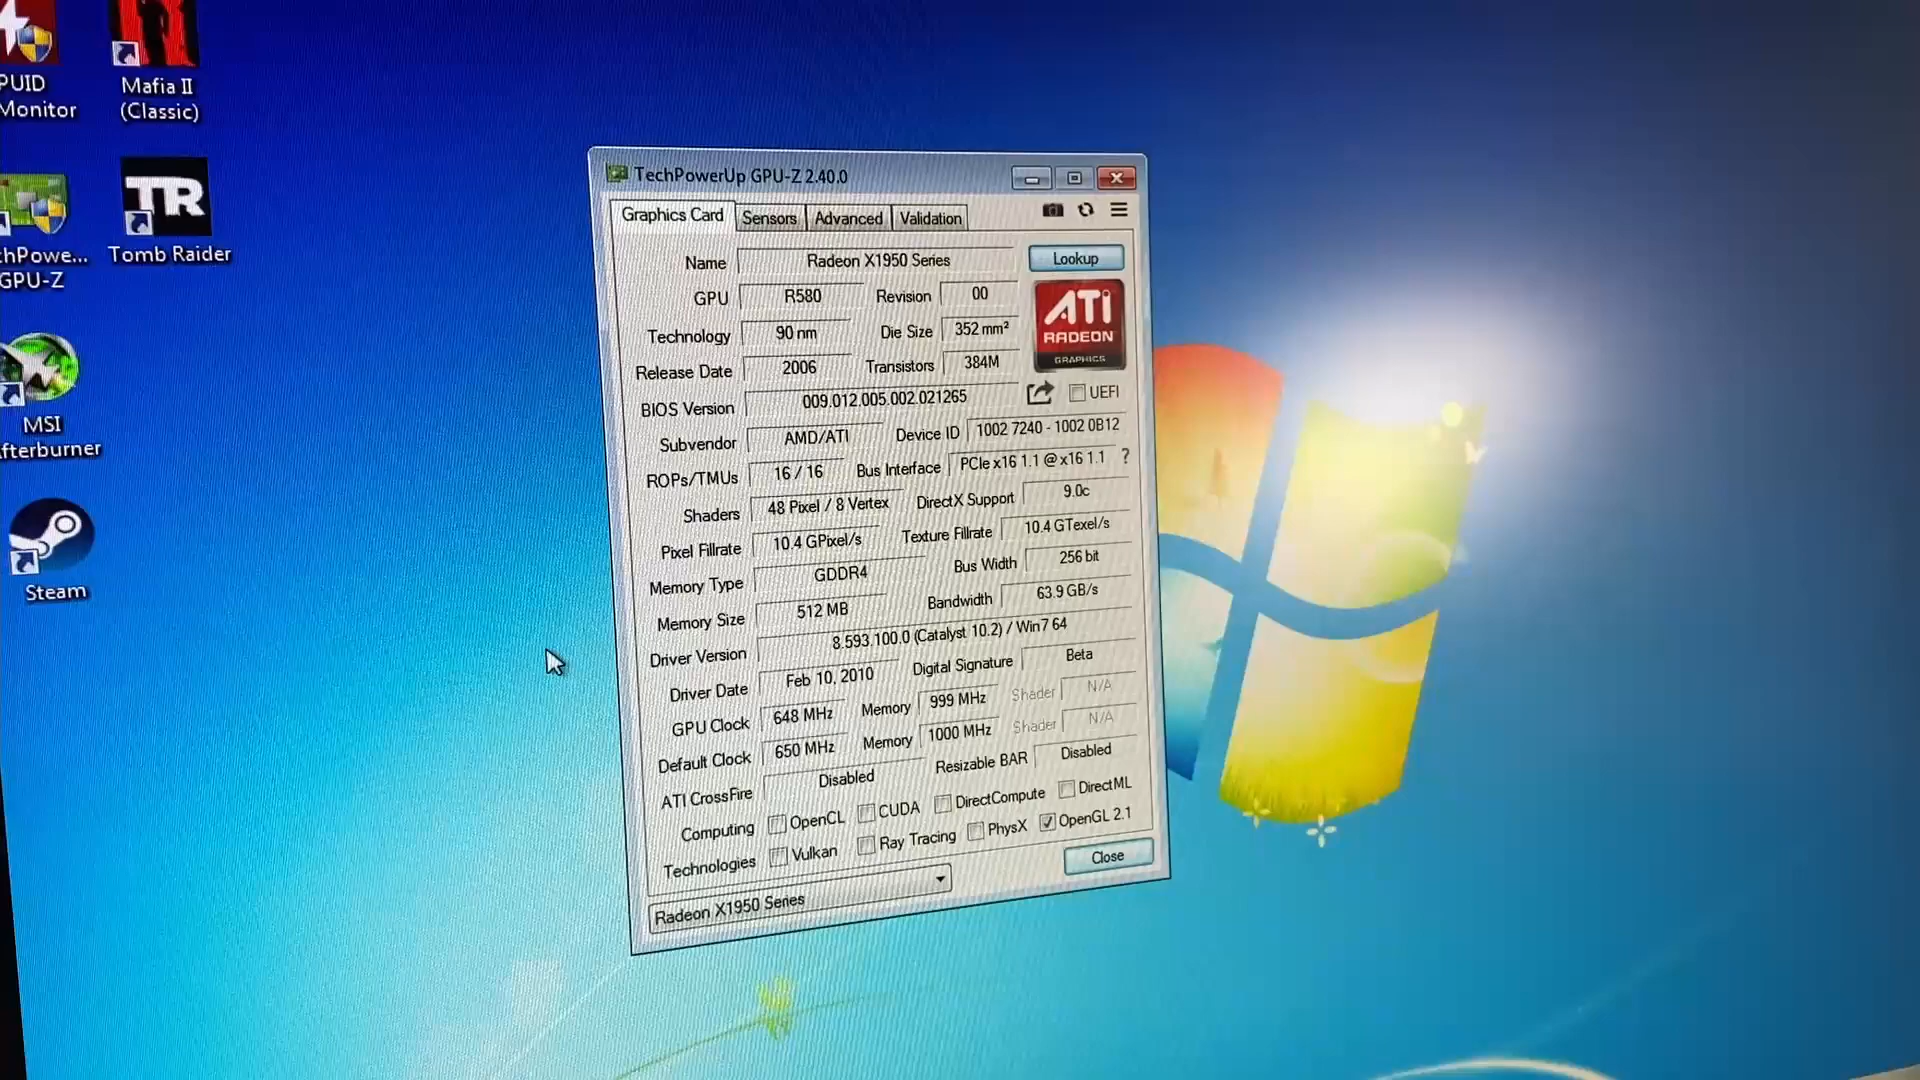 PUID
Monitor
Mafia II
(Classic)
TR
Tomb Raider
chPowe...
GPU-Z
MSI
fterburner
Steam
TechPowerUp GPU-Z 2.40.0
Graphics Card Sensors Advanced Validation
Name Radeon X1950 Series Lookup
GPU R580 Revision 00
ATI
RADEON
GRAPHICS
Technology 90 nm Die Size 352 mm²
Release Date 2006 Transistors 384M
BIOS Version 009.012.005.002.021265 UEFI
Subvendor AMD/ATI Device ID 1002 7240 - 1002 0B12
ROPs/TMUs 16 / 16 Bus Interface PCIe x16 1.1 @ x16 1.1 ?
Shaders 48 Pixel / 8 Vertex DirectX Support 9.0c
Pixel Fillrate 10.4 GPixel/s Texture Fillrate 10.4 GTexel/s
Memory Type GDDR4 Bus Width 256 bit
Memory Size 512 MB Bandwidth 63.9 GB/s
Driver Version 8.593.100.0 (Catalyst 10.2) / Win7 64
Driver Date Feb 10, 2010 Digital Signature Beta
GPU Clock 648 MHz Memory 999 MHz Shader N/A
Default Clock 650 MHz Memory 1000 MHz Shader N/A
ATI CrossFire Disabled Resizable BAR Disabled
Computing OpenCL CUDA DirectCompute DirectML
Technologies Vulkan Ray Tracing PhysX OpenGL 2.1
Radeon X1950 Series Close